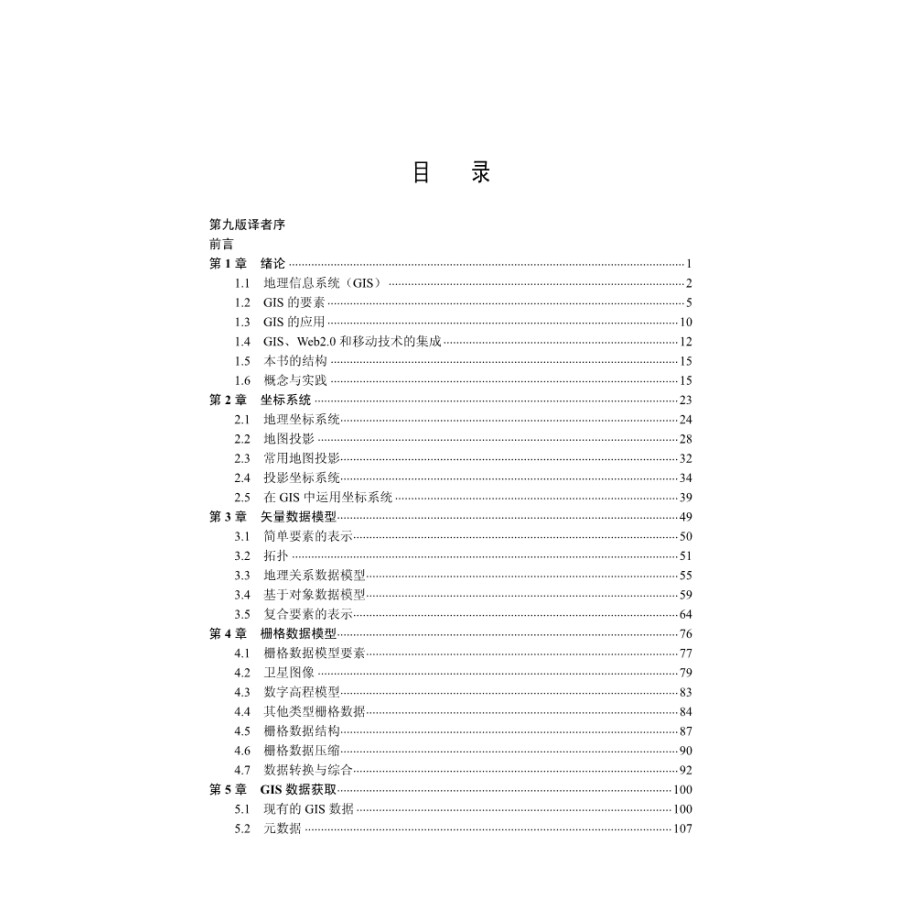 目 录
第九版译者序
前言
第 1 章 绪论 ······ 1
1.1 地理信息系统（GIS） ······ 2
1.2 GIS 的要素 ······ 5
1.3 GIS 的应用 ······ 10
1.4 GIS、Web2.0 和移动技术的集成 ······ 12
1.5 本书的结构 ······ 15
1.6 概念与实践 ······ 15
第 2 章 坐标系统 ······ 23
2.1 地理坐标系统 ······ 24
2.2 地图投影 ······ 28
2.3 常用地图投影 ······ 32
2.4 投影坐标系统 ······ 34
2.5 在 GIS 中运用坐标系统 ······ 39
第 3 章 矢量数据模型 ······ 49
3.1 简单要素的表示 ······ 50
3.2 拓扑 ······ 51
3.3 地理关系数据模型 ······ 55
3.4 基于对象数据模型 ······ 59
3.5 复合要素的表示 ······ 64
第 4 章 栅格数据模型 ······ 76
4.1 栅格数据模型要素 ······ 77
4.2 卫星图像 ······ 79
4.3 数字高程模型 ······ 83
4.4 其他类型栅格数据 ······ 84
4.5 栅格数据结构 ······ 87
4.6 栅格数据压缩 ······ 90
4.7 数据转换与综合 ······ 92
第 5 章 GIS 数据获取 ······ 100
5.1 现有的 GIS 数据 ······ 100
5.2 元数据 ······ 107